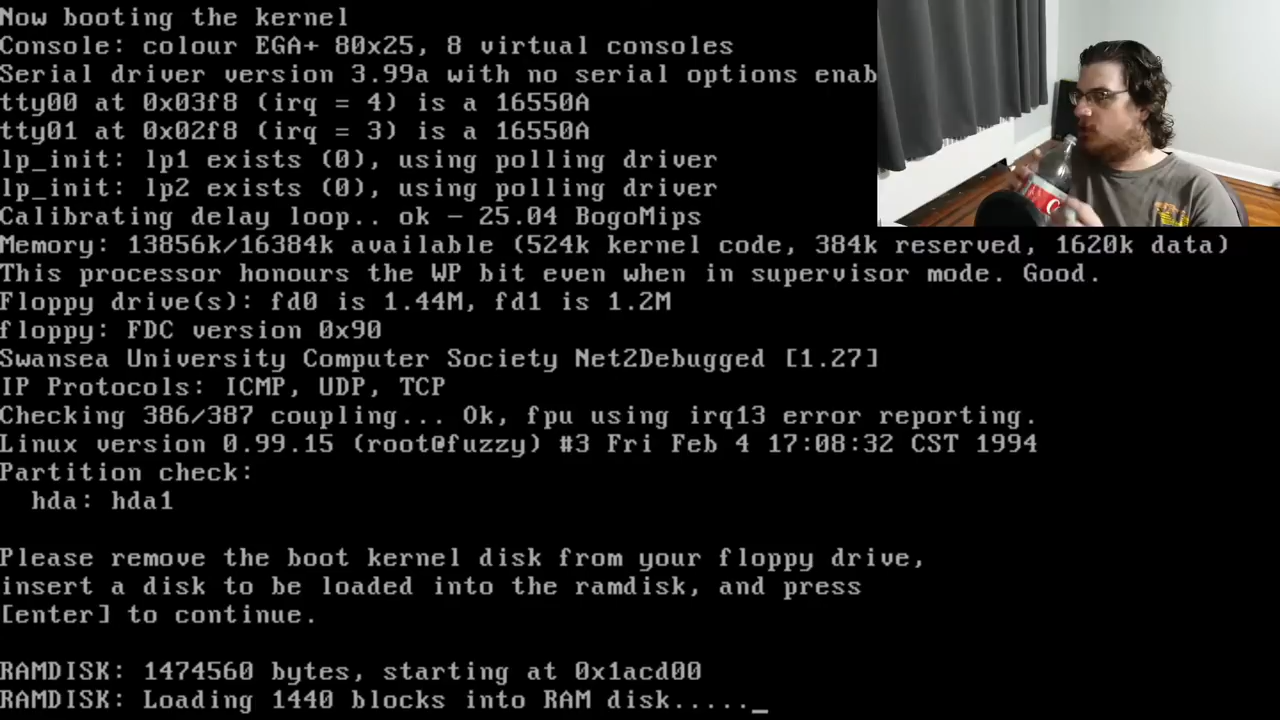 Now booting the kernel
Console: colour EGA+ 80x25, 8 virtual consoles
Serial driver version 3.99a with no serial options enab
tty00 at 0x03f8 (irq = 4) is a 16550A
tty01 at 0x02f8 (irq = 3) is a 16550A
lp_init: lp1 exists (0), using polling driver
lp_init: lp2 exists (0), using polling driver
Calibrating delay loop.. ok - 25.04 BogoMips
Memory: 13856k/16384k available (524k kernel code, 384k reserved, 1620k data)
This processor honours the WP bit even when in supervisor mode. Good.
Floppy drive(s): fd0 is 1.44M, fd1 is 1.2M
floppy: FDC version 0x90
Swansea University Computer Society Net2Debugged [1.27]
IP Protocols: ICMP, UDP, TCP
Checking 386/387 coupling... Ok, fpu using irq13 error reporting.
Linux version 0.99.15 (root@fuzzy) #3 Fri Feb 4 17:08:32 CST 1994
Partition check:
hda: hda1
Please remove the boot kernel disk from your floppy drive,
insert a disk to be loaded into the ramdisk, and press
[enter] to continue.
RAMDISK: 1474560 bytes, starting at 0x1acd00
RAMDISK: Loading 1440 blocks into RAM disk....._